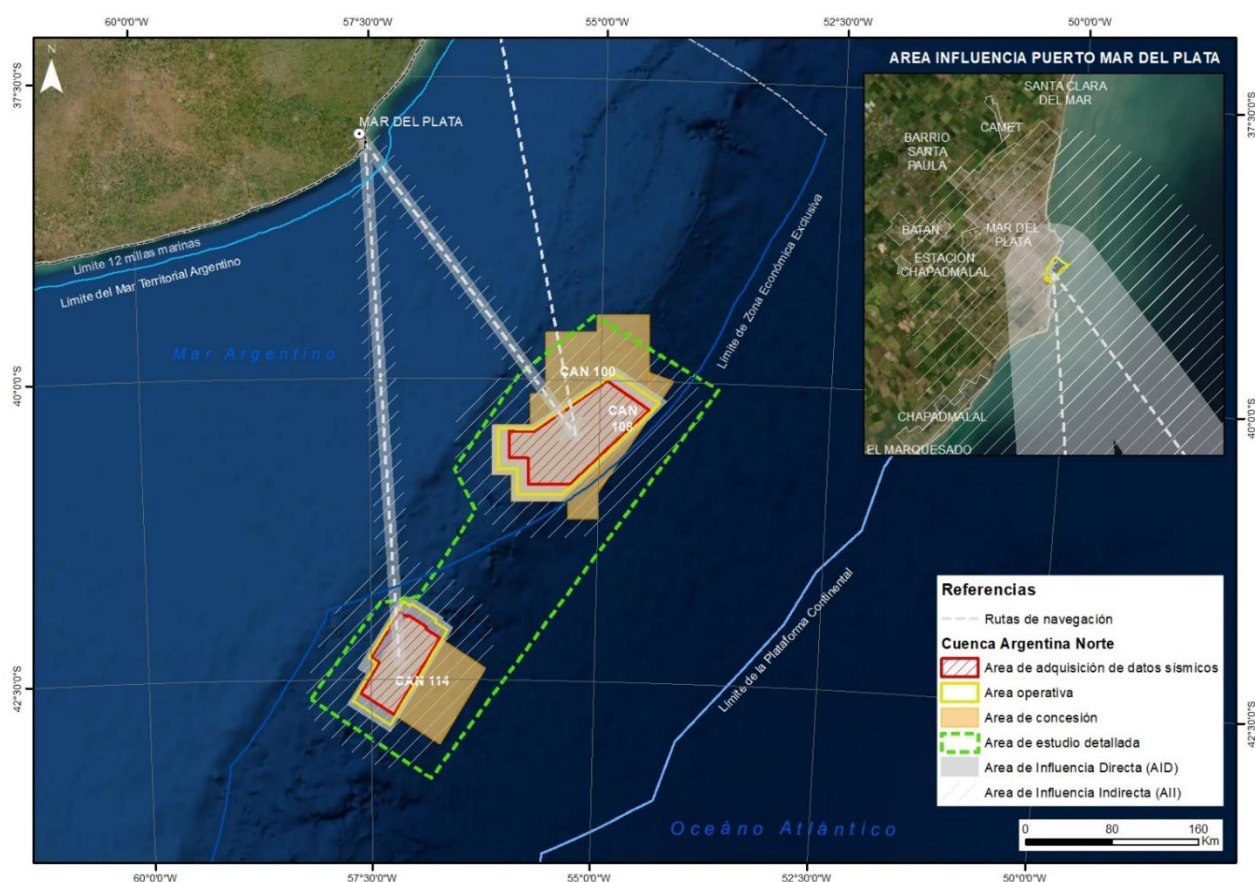 60°0'0"W
57°30'0"W
55°0'0"W
52°30'0"W
50°0'0"W
N
37°30'0"S
37°30'0"S
MAR DEL PLATA
Límite 12 millas marinas
Límite del Mar Territorial Argentino
Mar Argentino
Límite de Zona Económica Exclusiva
40°0'0"S
40°0'0"S
CAN 100
CAN
108
CAN 114
42°30'0"S
42°30'0"S
Límite de la Plataforma Continental
Oceáno Atlántico
AREA INFLUENCIA PUERTO MAR DEL PLATA
SANTA CLARA
DEL MAR
CAMET
BARRIO
SANTA
PAULA
BATAN
MAR DEL
PLATA
ESTACION
CHAPADMALAL
CHAPADMALAL
EL MARQUESADO
Referencias
Rutas de navegación
Cuenca Argentina Norte
Area de adquisición de datos sísmicos
Area operativa
Area de concesión
Area de estudio detallada
Area de Influencia Directa (AID)
Area de Influencia Indirecta (AII)
0
80
160
Km
60°0'0"W
57°30'0"W
55°0'0"W
52°30'0"W
50°0'0"W